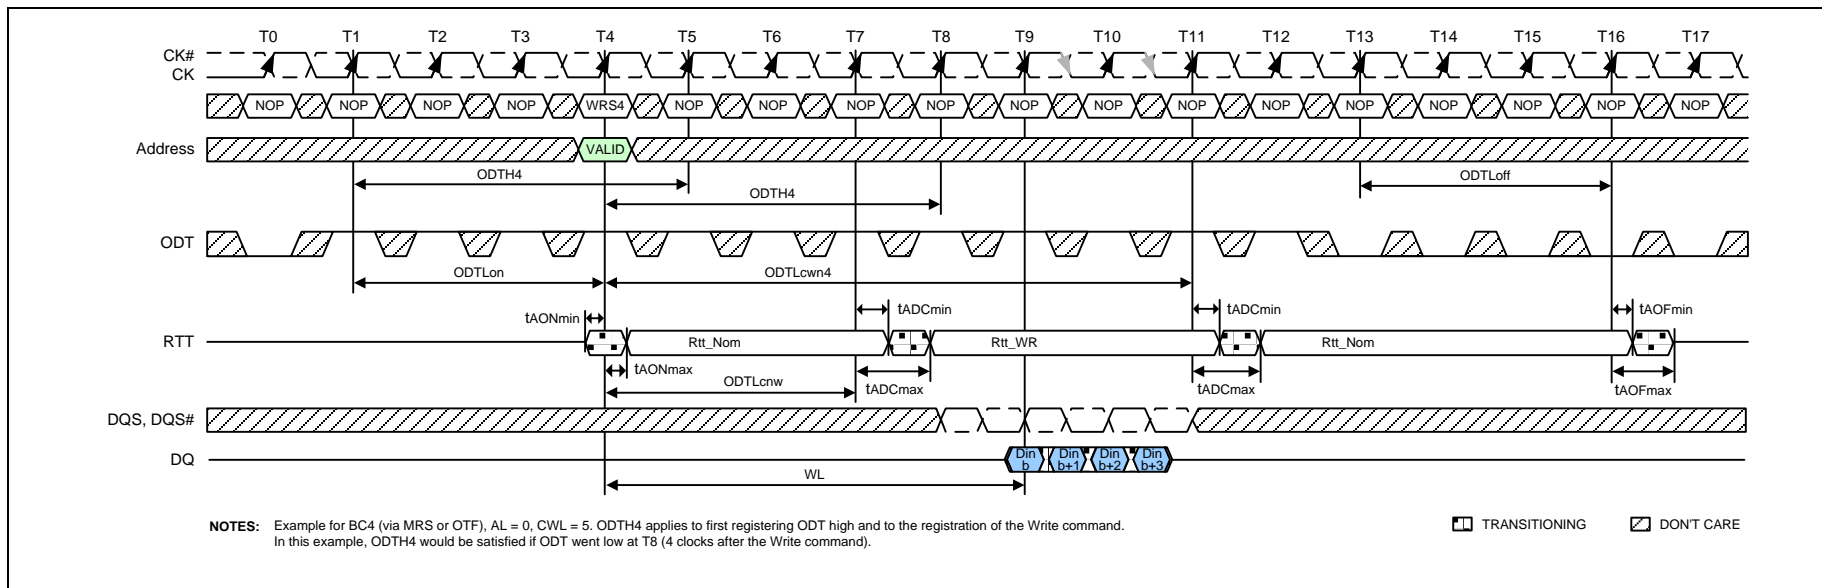 T0 T1 T2 T3 T4 T5 T6 T7 T8 T9 T10 T11 T12 T13 T14 T15 T16 T17
CK#
CK
NOP NOP NOP NOP WRS4 NOP NOP NOP NOP NOP NOP NOP NOP NOP NOP NOP NOP NOP
Address VALID
ODTH4 ODTLoff
ODTH4
ODT
ODTLon ODTLcwn4
tAONmin tADCmin tADCmin tAOFmin
RTT Rtt_Nom Rtt_WR Rtt_Nom
tAONmax ODTLcnw tADCmax tADCmax tAOFmax
DQS, DQS#
DQ Din b Din b+1 Din b+2 Din b+3
WL
NOTES: Example for BC4 (via MRS or OTF), AL = 0, CWL = 5. ODTH4 applies to first registering ODT high and to the registration of the Write command.
In this example, ODTH4 would be satisfied if ODT went low at T8 (4 clocks after the Write command).
TRANSITIONING DON'T CARE